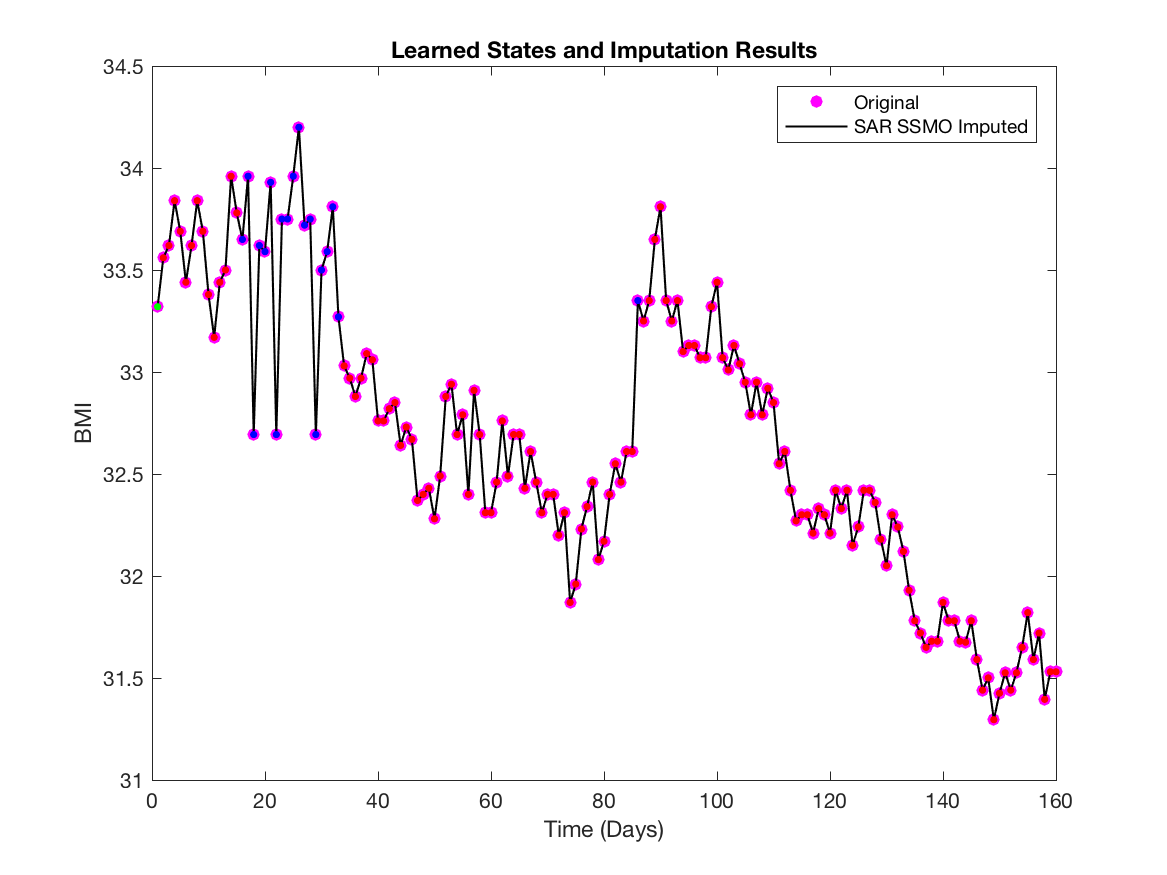 Learned States and Imputation Results
Original
SAR SSMO Imputed
34.5
34
33.5
33
32.5
32
31.5
31
BMI
0 20 40 60 80 100 120 140 160
Time (Days)